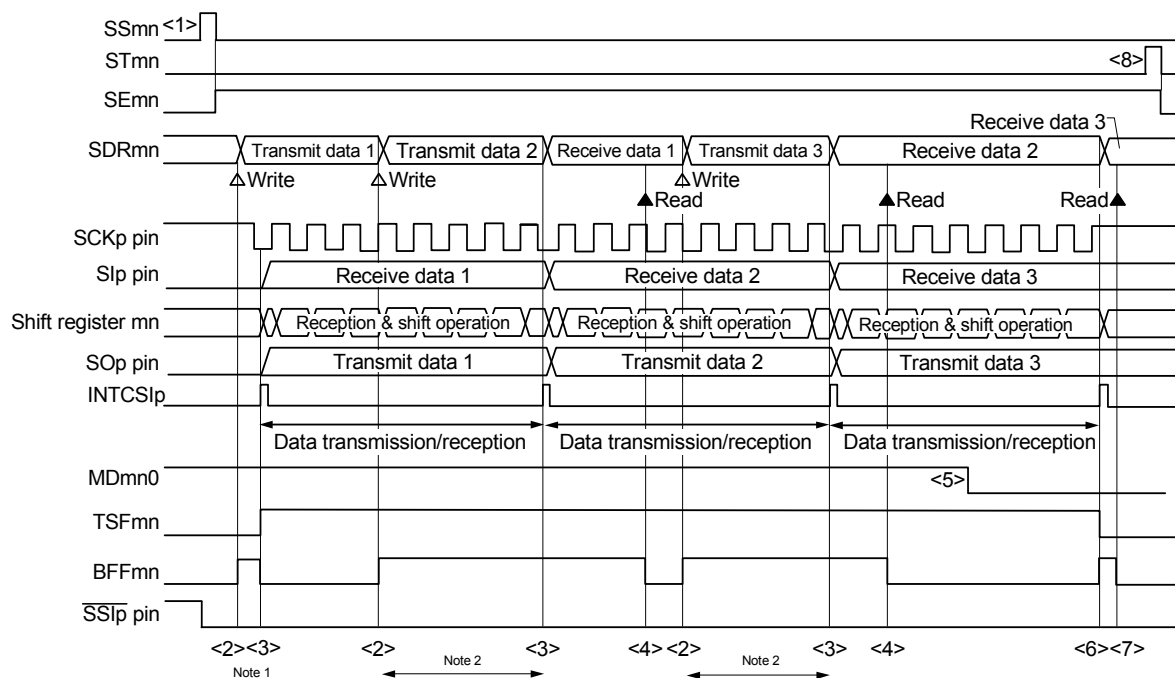 SSmn <1>
STmn <8>
SEmn
Receive data 3
SDRmn Transmit data 1 Transmit data 2 Receive data 1 Transmit data 3 Receive data 2
Write Write Write
Read Read Read
SCKp pin
SIp pin Receive data 1 Receive data 2 Receive data 3
Shift register mn Reception & shift operation Reception & shift operation Reception & shift operation
SOp pin Transmit data 1 Transmit data 2 Transmit data 3
INTCSIp
Data transmission/reception Data transmission/reception Data transmission/reception
MDmn0 <5>
TSFmn
BFFmn
SSIp pin
<2><3> <2> <3> <4><2> <3> <4> <6><7>
Note 1 Note 2 Note 2